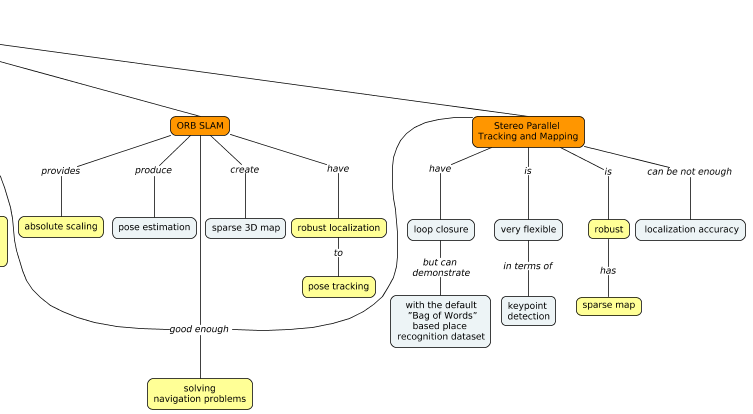 ORB SLAM
Stereo Parallel
Tracking and Mapping
provides
produce
create
have
have
is
is
can be not enough
absolute scaling
pose estimation
sparse 3D map
robust localization
loop closure
very flexible
robust
localization accuracy
to
but can
demonstrate
in terms of
has
pose tracking
with the default
"Bag of Words"
based place
recognition dataset
keypoint
detection
sparse map
good enough
solving
navigation problems